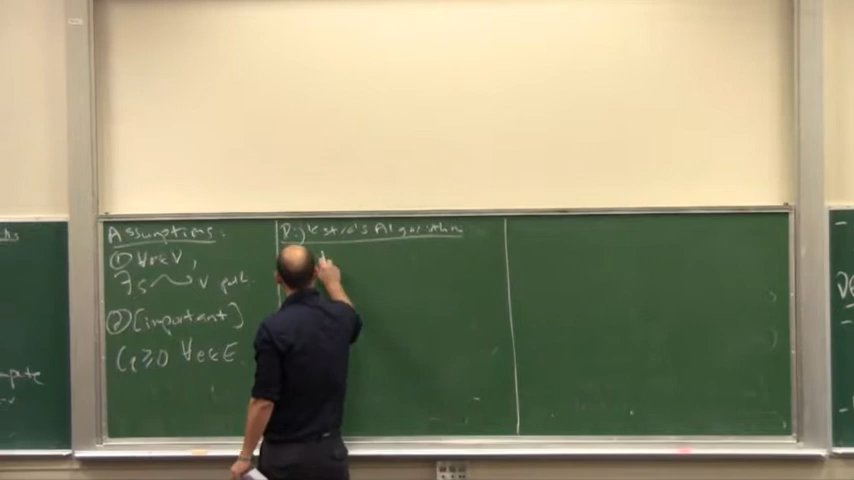 Assumptions:
① ∀v∈V,
∃ s ⇝ v path.
② [important]
Cₑ≥0 ∀e∈E
Dijkstra's Algorithm